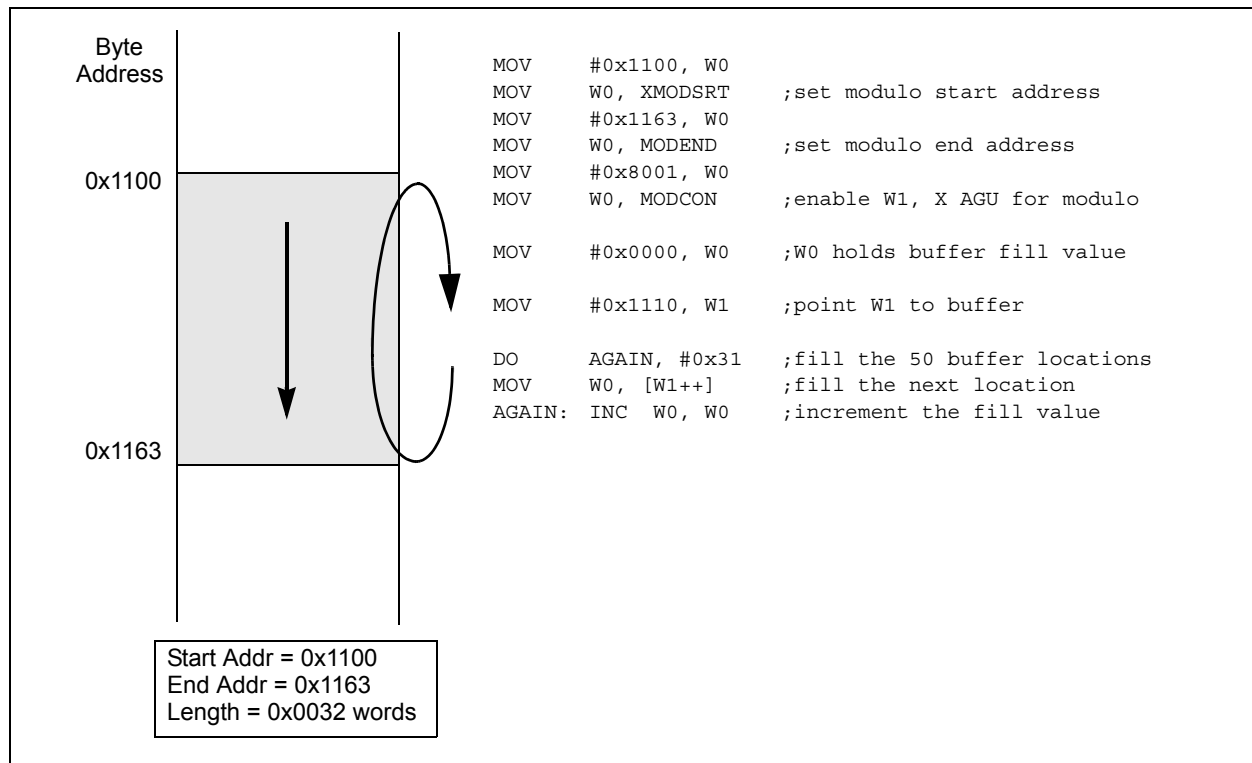 Byte
Address
0x1100
0x1163
MOV #0x1100, W0
MOV W0, XMODSRT ;set modulo start address
MOV #0x1163, W0
MOV W0, MODEND ;set modulo end address
MOV #0x8001, W0
MOV W0, MODCON ;enable W1, X AGU for modulo
MOV #0x0000, W0 ;W0 holds buffer fill value
MOV #0x1110, W1 ;point W1 to buffer
DO AGAIN, #0x31 ;fill the 50 buffer locations
MOV W0, [W1++] ;fill the next location
AGAIN: INC W0, W0 ;increment the fill value
Start Addr = 0x1100
End Addr = 0x1163
Length = 0x0032 words